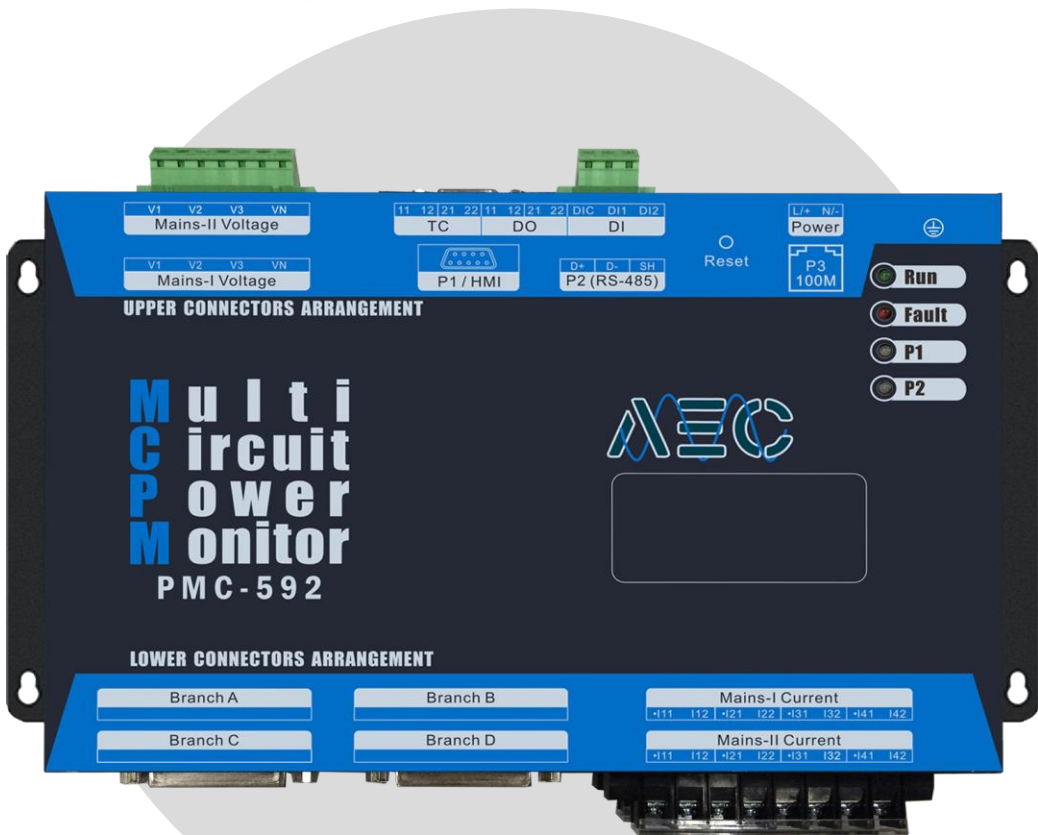 V1 V2 V3 VN
Mains-II Voltage
11 12 21 22 11 12 21 22 DIC DI1 DI2
TC DO DI
L/+ N/-
Power
V1 V2 V3 VN
Mains-I Voltage
P1 / HMI
D+ D- SH
P2 (RS-485)
Reset
P3
100M
Run
Fault
P1
P2
UPPER CONNECTORS ARRANGEMENT
Multi
Circuit
Power
Monitor
PMC-592
AEC
LOWER CONNECTORS ARRANGEMENT
Branch A
Branch B
Mains-I Current
•I11 I12 •I21 I22 •I31 I32 •I41 I42
Branch C
Branch D
Mains-II Current
•I11 I12 •I21 I22 •I31 I32 •I41 I42